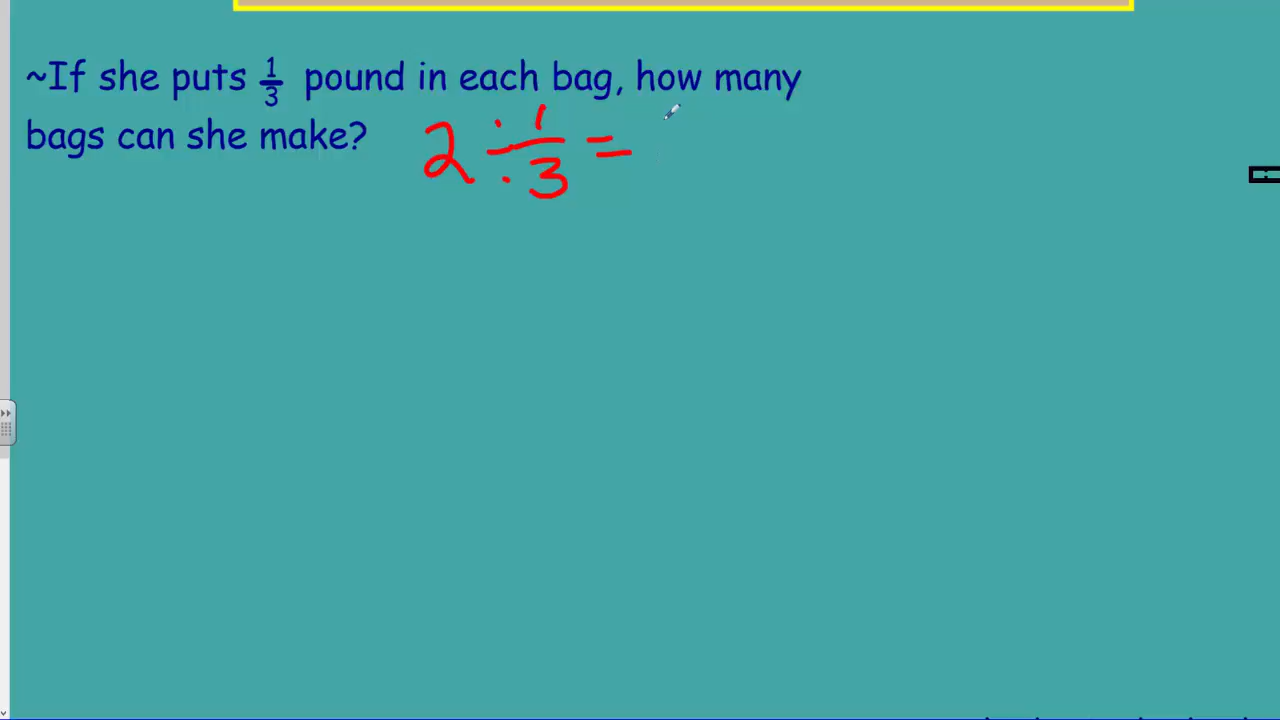 ~If she puts 1/3 pound in each bag, how many
bags can she make? 2 ÷ 1/3 =